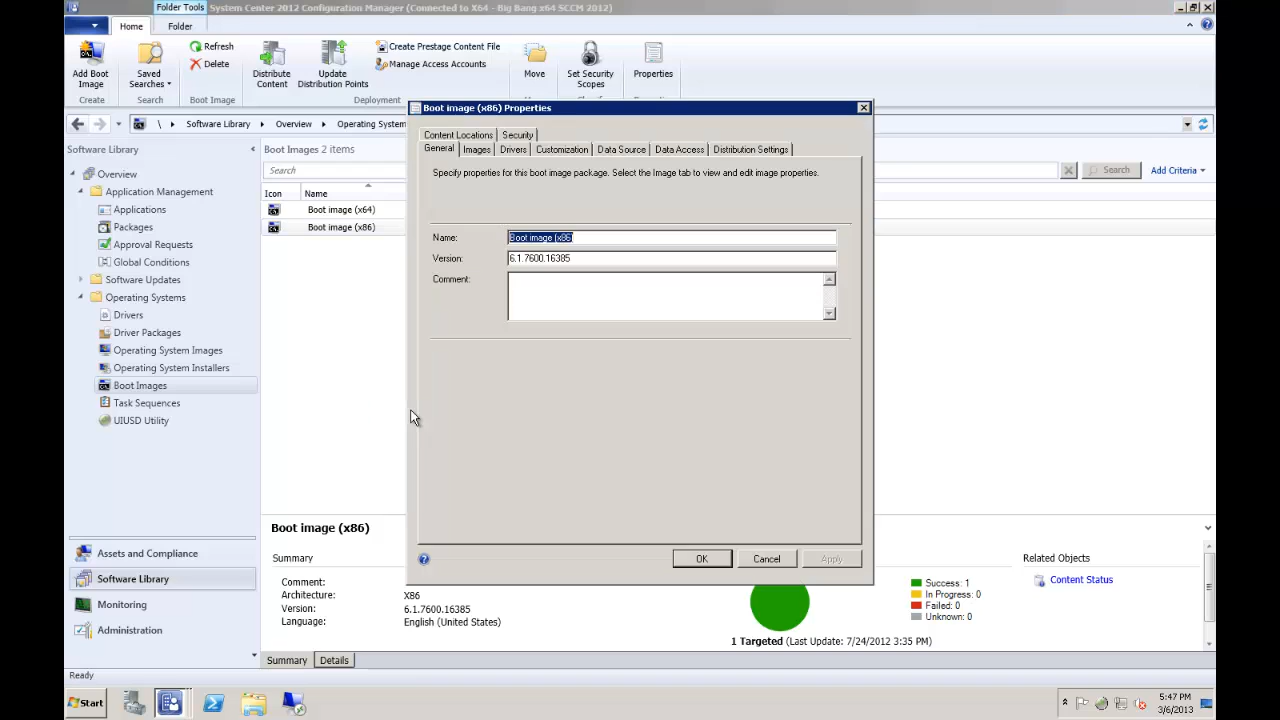 Folder Tools
System Center 2012 Configuration Manager (Connected to X64 - Big Bang x64 SCCM 2012)
Home
Folder
Add Boot Image
Create
Saved Searches
Search
Refresh
Delete
Boot Image
Distribute Content
Update Distribution Points
Create Prestage Content File
Manage Access Accounts
Deployment
Move
Set Security Scopes
Properties
\ Software Library Overview Operating System
Software Library
Overview
Application Management
Applications
Packages
Approval Requests
Global Conditions
Software Updates
Operating Systems
Drivers
Driver Packages
Operating System Images
Operating System Installers
Boot Images
Task Sequences
UIUSD Utility
Assets and Compliance
Software Library
Monitoring
Administration
Boot Images 2 items
Search
Search
Add Criteria
Icon Name
Boot image (x64)
Boot image (x86)
Boot image (x86) Properties
Content Locations Security
General Images Drivers Customization Data Source Data Access Distribution Settings
Specify properties for this boot image package. Select the Image tab to view and edit image properties.
Name: Boot image (x86)
Version: 6.1.7600.16385
Comment:
OK Cancel Apply
Boot image (x86)
Summary
Comment:
Architecture: X86
Version: 6.1.7600.16385
Language: English (United States)
Success: 1
In Progress: 0
Failed: 0
Unknown: 0
1 Targeted (Last Update: 7/24/2012 3:35 PM)
Related Objects
Content Status
Summary Details
Ready
Start
5:47 PM
3/6/2013